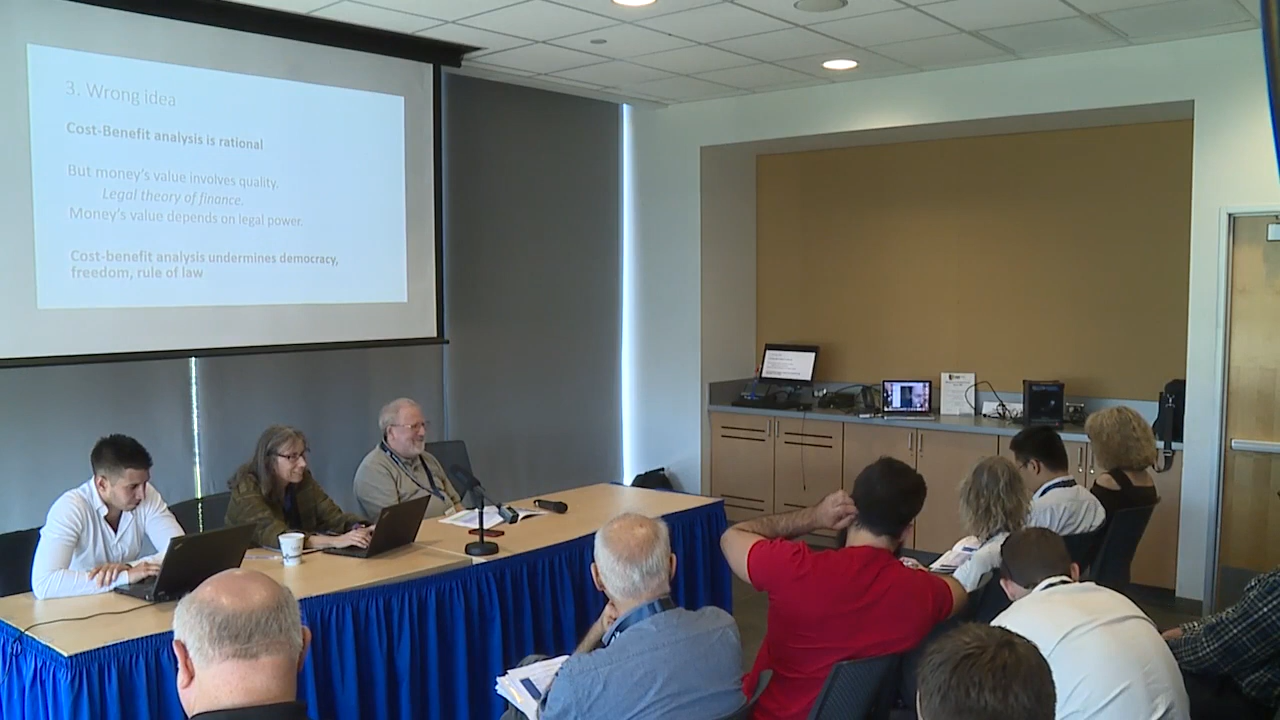 3. Wrong idea
Cost-Benefit analysis is rational
But money's value involves quality.
Legal theory of finance.
Money's value depends on legal power.
Cost-benefit analysis undermines democracy,
freedom, rule of law